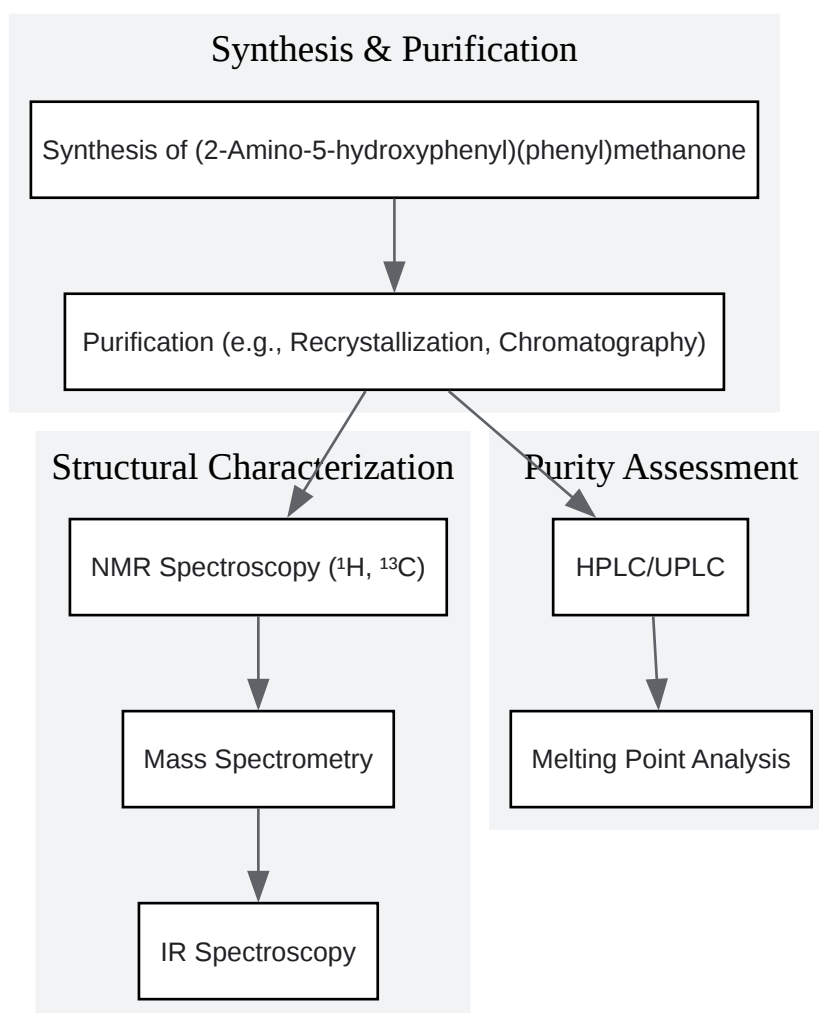 Synthesis & Purification
Synthesis of (2-Amino-5-hydroxyphenyl)(phenyl)methanone
Purification (e.g., Recrystallization, Chromatography)
Structural Characterization
NMR Spectroscopy (¹H, ¹³C)
Mass Spectrometry
IR Spectroscopy
Purity Assessment
HPLC/UPLC
Melting Point Analysis